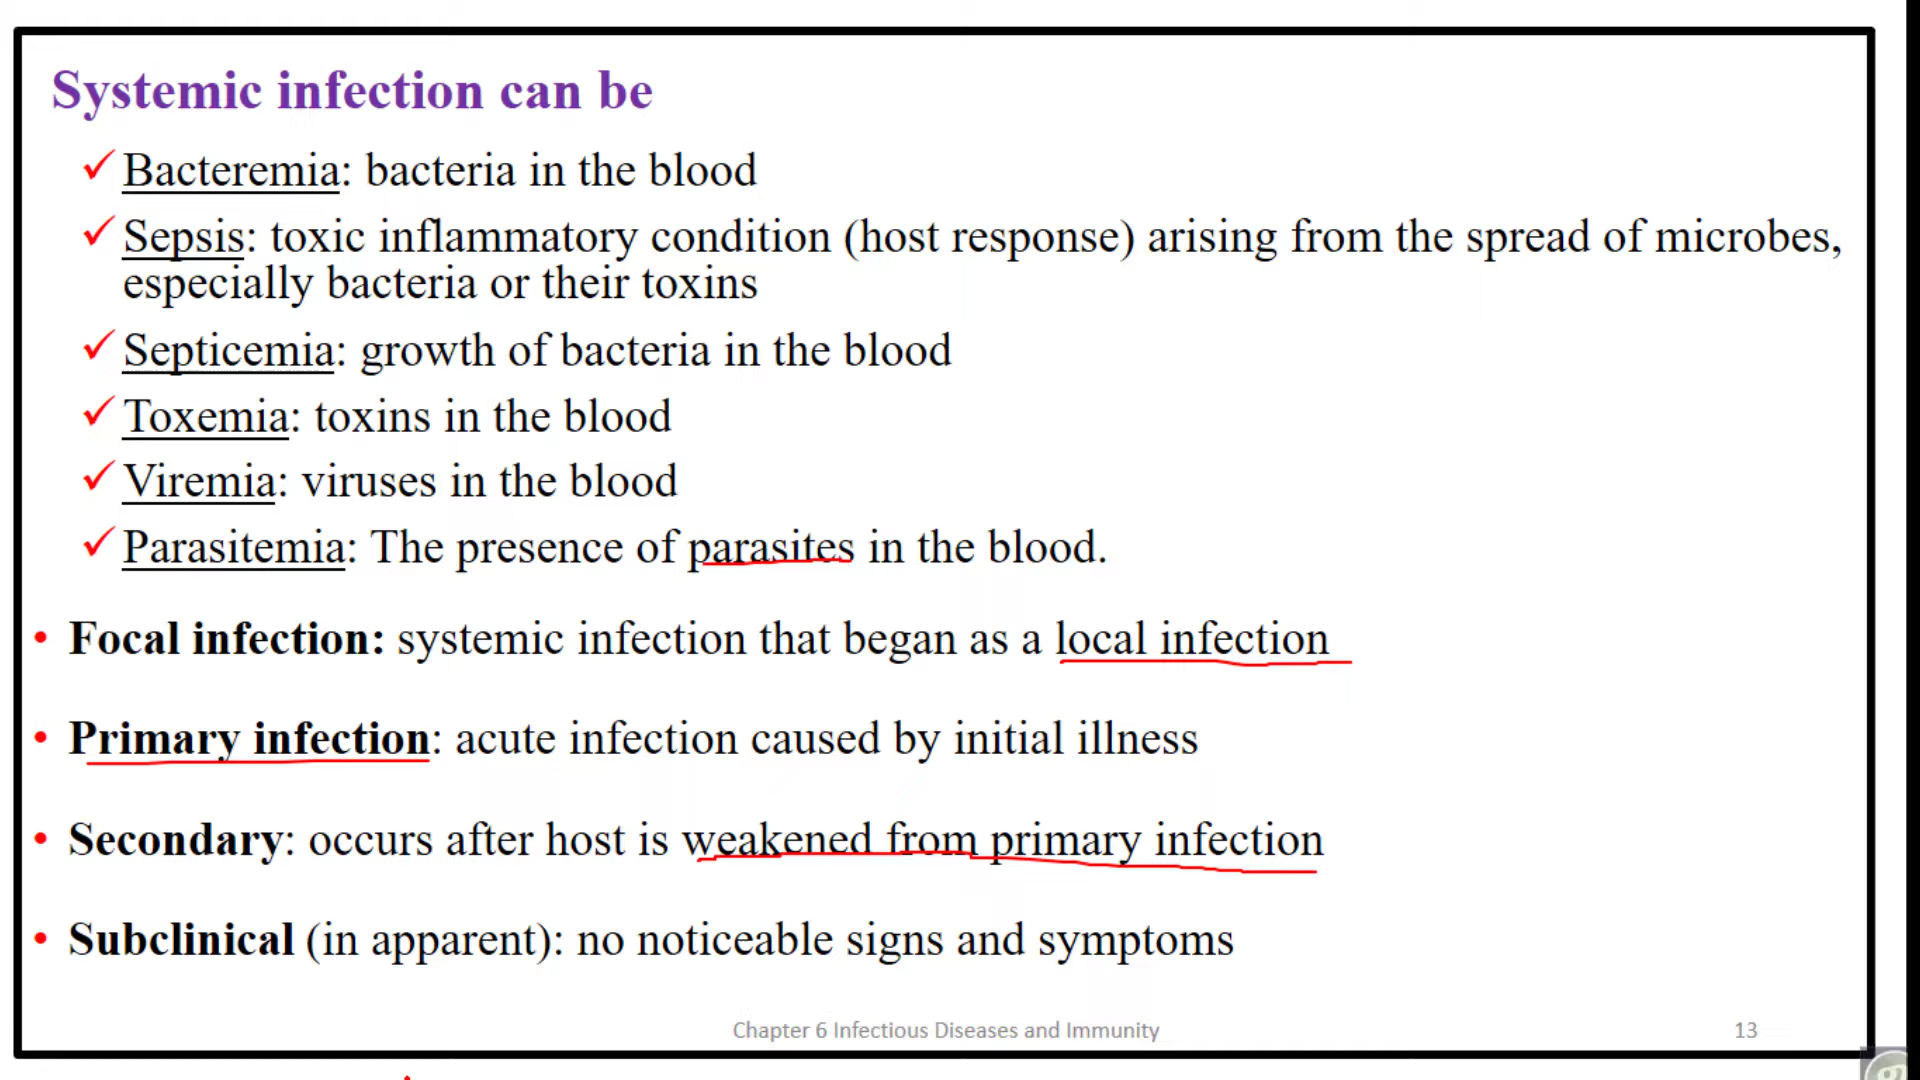 Systemic infection can be
✓ Bacteremia: bacteria in the blood
✓ Sepsis: toxic inflammatory condition (host response) arising from the spread of microbes,
especially bacteria or their toxins
✓ Septicemia: growth of bacteria in the blood
✓ Toxemia: toxins in the blood
✓ Viremia: viruses in the blood
✓ Parasitemia: The presence of parasites in the blood.
• Focal infection: systemic infection that began as a local infection
• Primary infection: acute infection caused by initial illness
• Secondary: occurs after host is weakened from primary infection
• Subclinical (in apparent): no noticeable signs and symptoms
Chapter 6 Infectious Diseases and Immunity
13